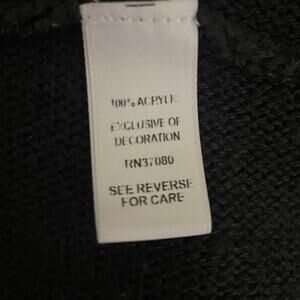 100% ACRYLIC
EXCLUSIVE OF
DECORATION
RN37080
SEE REVERSE
FOR CARE